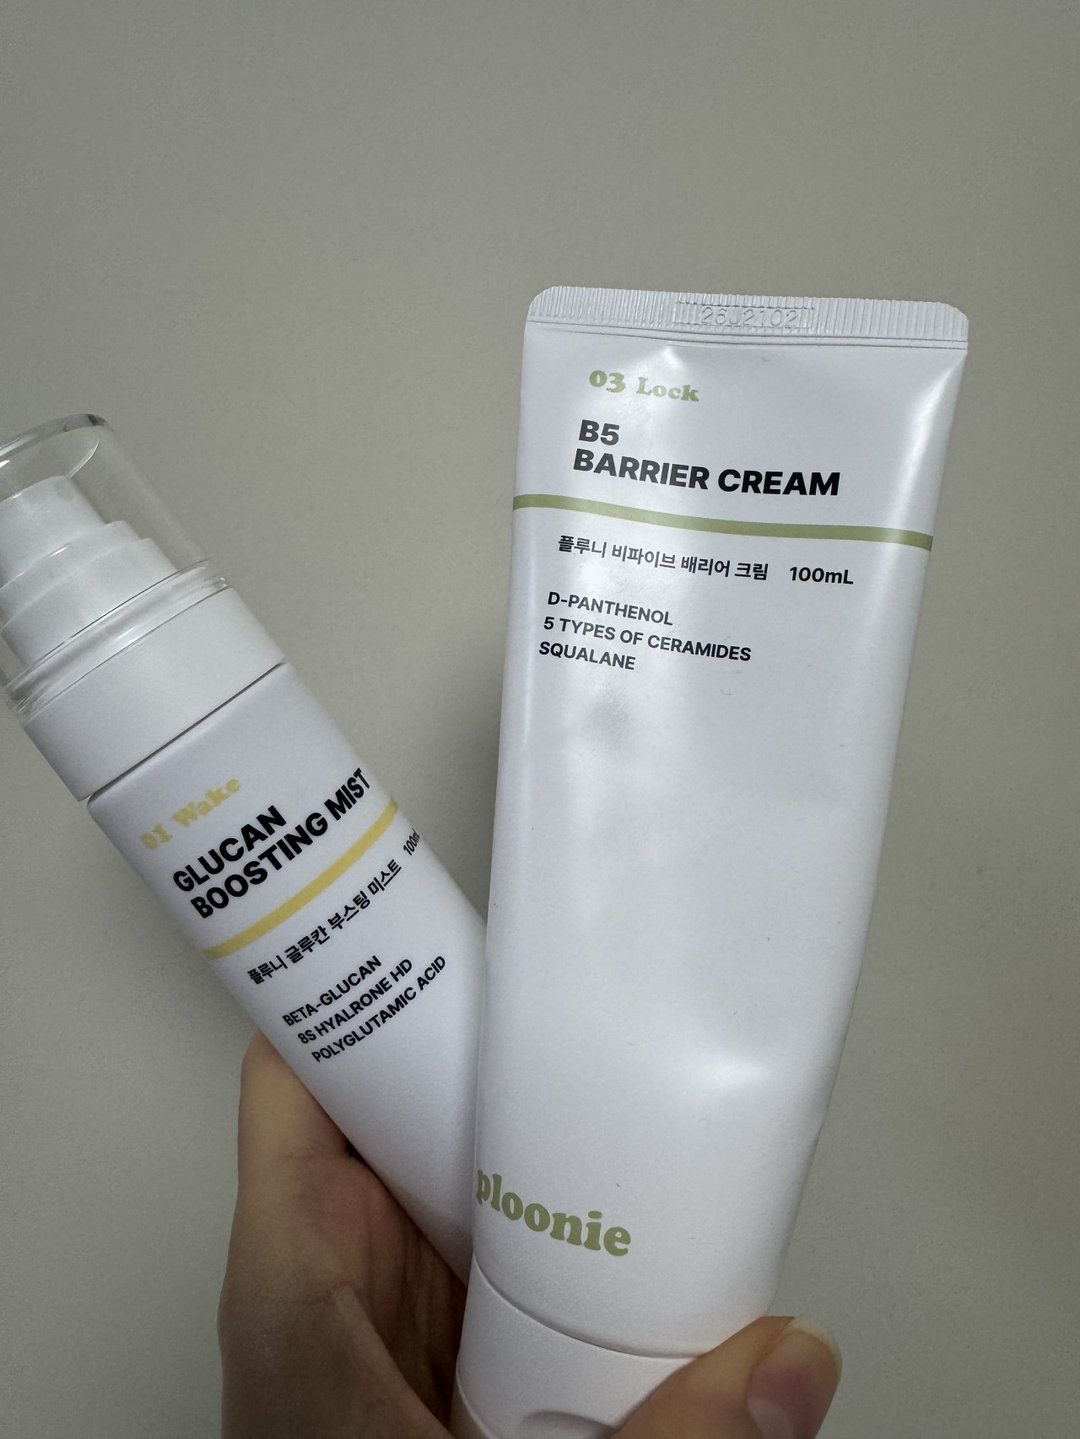 26J2102
03 Lock
B5
BARRIER CREAM
플루니 비파이브 배리어 크림 100mL
D-PANTHENOL
5 TYPES OF CERAMIDES
SQUALANE
ploonie
01 Wake
GLUCAN
BOOSTING MIST
플루니 글루칸 부스팅 미스트 100mL
BETA-GLUCAN
8S HYALRONE HD
POLYGLUTAMIC ACID